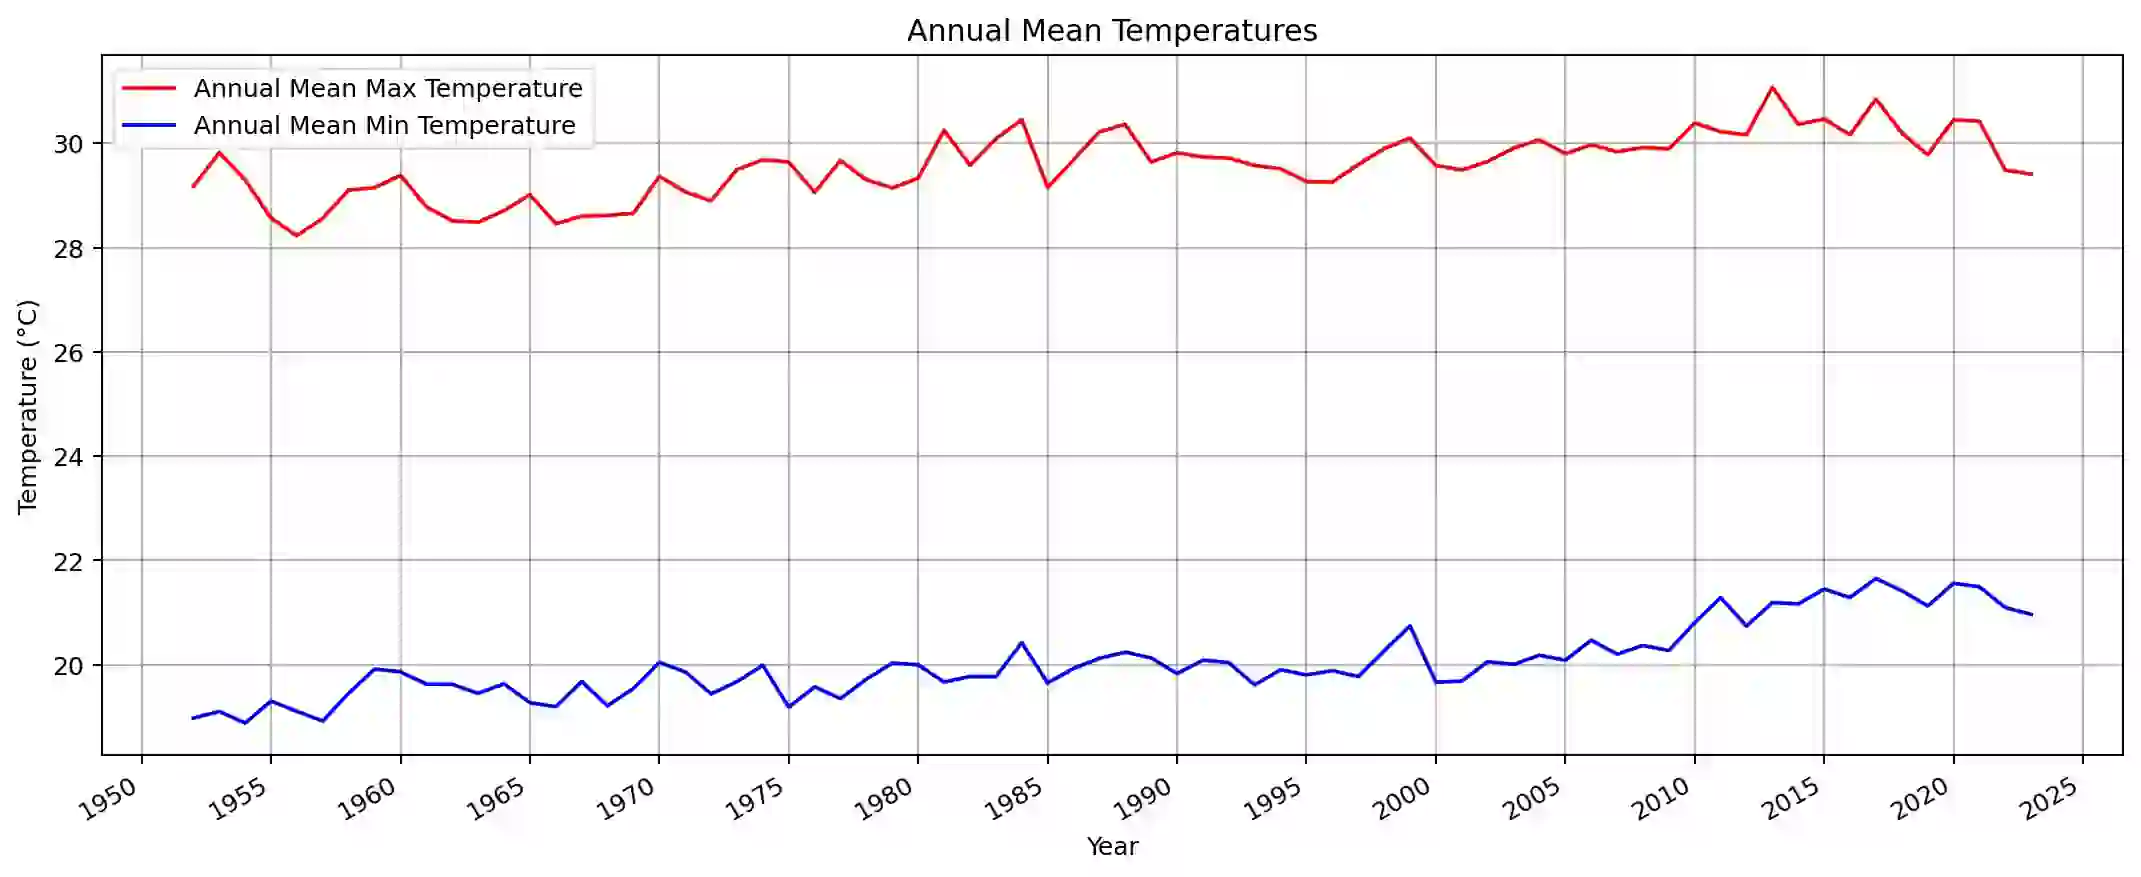 Annual Mean Temperatures
Annual Mean Max Temperature
Annual Mean Min Temperature
Temperature (°C)
30
28
26
24
22
20
1950 1955 1960 1965 1970 1975 1980 1985 1990 1995 2000 2005 2010 2015 2020 2025
Year